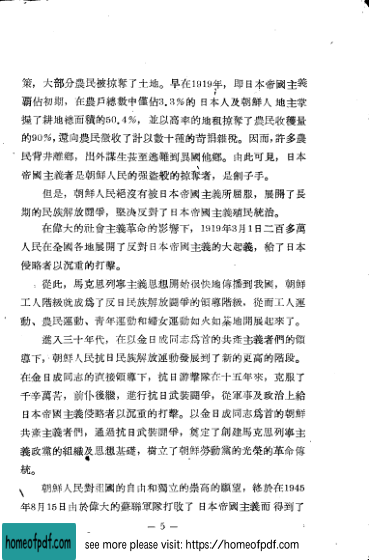 策，大部分農民被掠奪了土地。早在1919年，即日本帝國主義
霸佔初期，在農戶總數中僅佔3.3%的日本人及朝鮮人地主掌
握了耕地總面積的50.4%，並以高率的地租掠奪了農民收穫量
的90%，還向農民徵收了計以數十種的苛捐雜稅。因而，許多農
民背井離鄉，出外謀生甚至逃難到異國他鄉。由此可見，日本
帝國主義者是朝鮮人民的強盜般的掠奪者，是劊子手。
但是，朝鮮人民絕沒有被日本帝國主義所屈服，展開了長
期的民族解放鬪爭，堅決反對了日本帝國主義殖民統治。
在偉大的社會主義革命的影響下，1919年3月1日二百多萬
人民在全國各地展開了反對日本帝國主義的大起義，給了日本
侵略者以沉重的打擊。
從此，馬克思列寧主義思想開始很快地傳播到我國，朝鮮
工人階級就成爲了反日民族解放鬪爭的領導階級，從而工人運
動、農民運動、青年運動和婦女運動如火如荼地開展起來了。
進入三十年代，在以金日成同志爲首的共產主義者們的領
導下，朝鮮人民抗日民族解放運動發展到了新的更高的階段。
在金日成同志的直接領導下，抗日游擊隊在十五年來，克服了
千辛萬苦，前仆後繼，進行抗日武裝鬪爭，從軍事及政治上給
日本帝國主義侵略者以沉重的打擊。以金日成同志爲首的朝鮮
共產主義者們，通過抗日武裝鬪爭，奠定了創建馬克思列寧主
義政黨的組織及思想基礎，樹立了朝鮮勞動黨的光榮的革命傳
統。
朝鮮人民對祖國的自由和獨立的崇高的願望，終於在1945
年8月15日由於偉大的蘇聯軍隊打敗了日本帝國主義而得到了
— 5 —
homeofpdf.com
see more please visit: https://homeofpdf.com